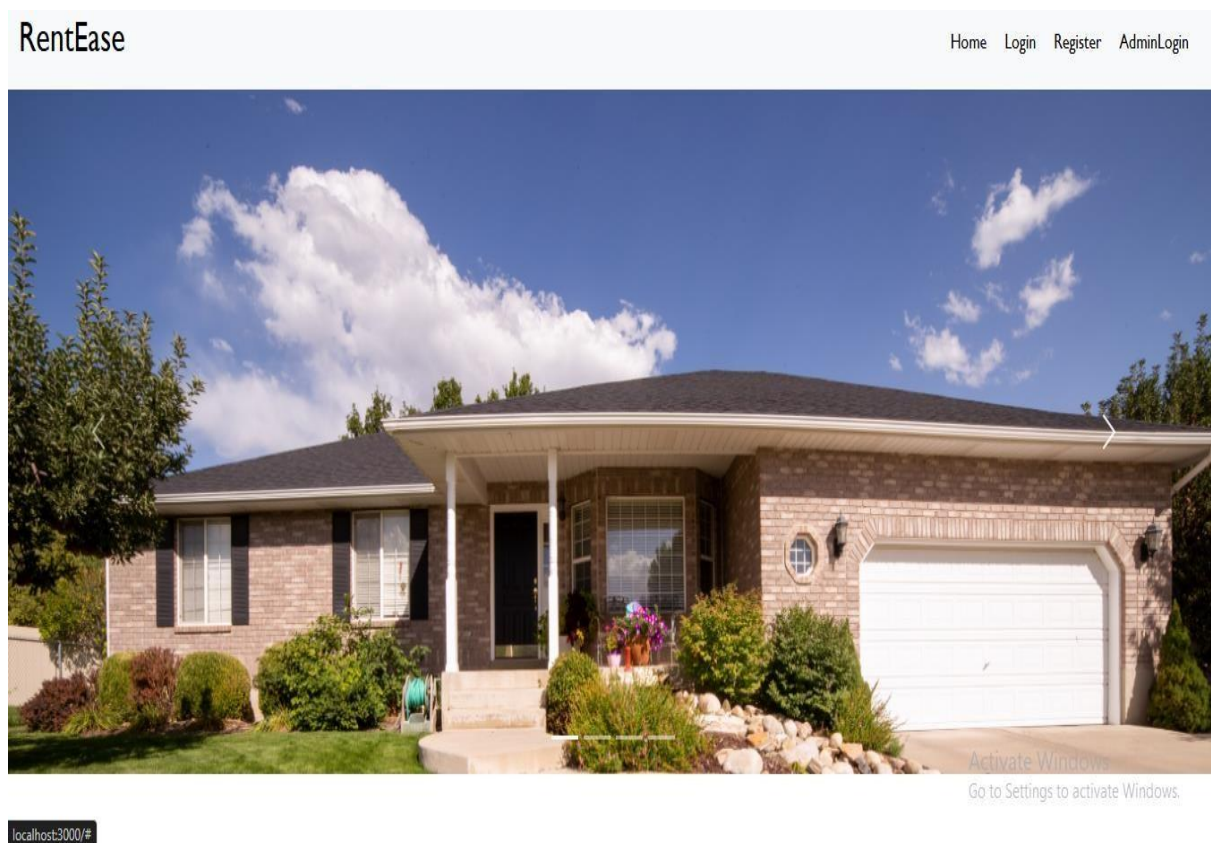 RentEase
Home Login Register AdminLogin
Activate Windows
Go to Settings to activate Windows.
localhost:3000/#